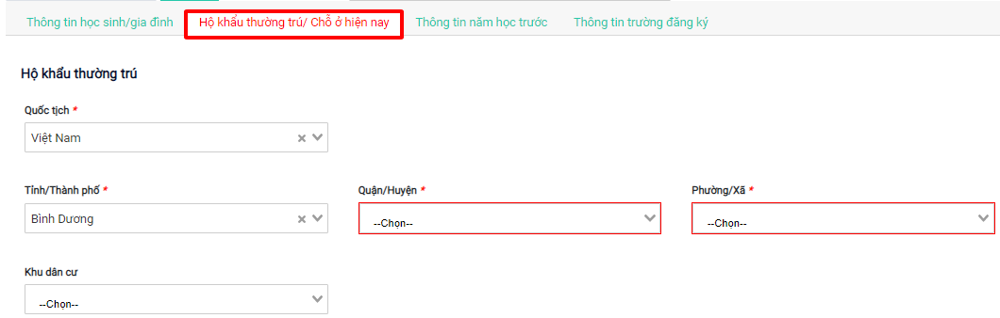 Thông tin học sinh/gia đình Hộ khẩu thường trú/ Chỗ ở hiện nay Thông tin năm học trước Thông tin trường đăng ký
Hộ khẩu thường trú
Quốc tịch *
Việt Nam
Tỉnh/Thành phố * Quận/Huyện * Phường/Xã *
Bình Dương --Chọn-- --Chọn--
Khu dân cư
--Chọn--